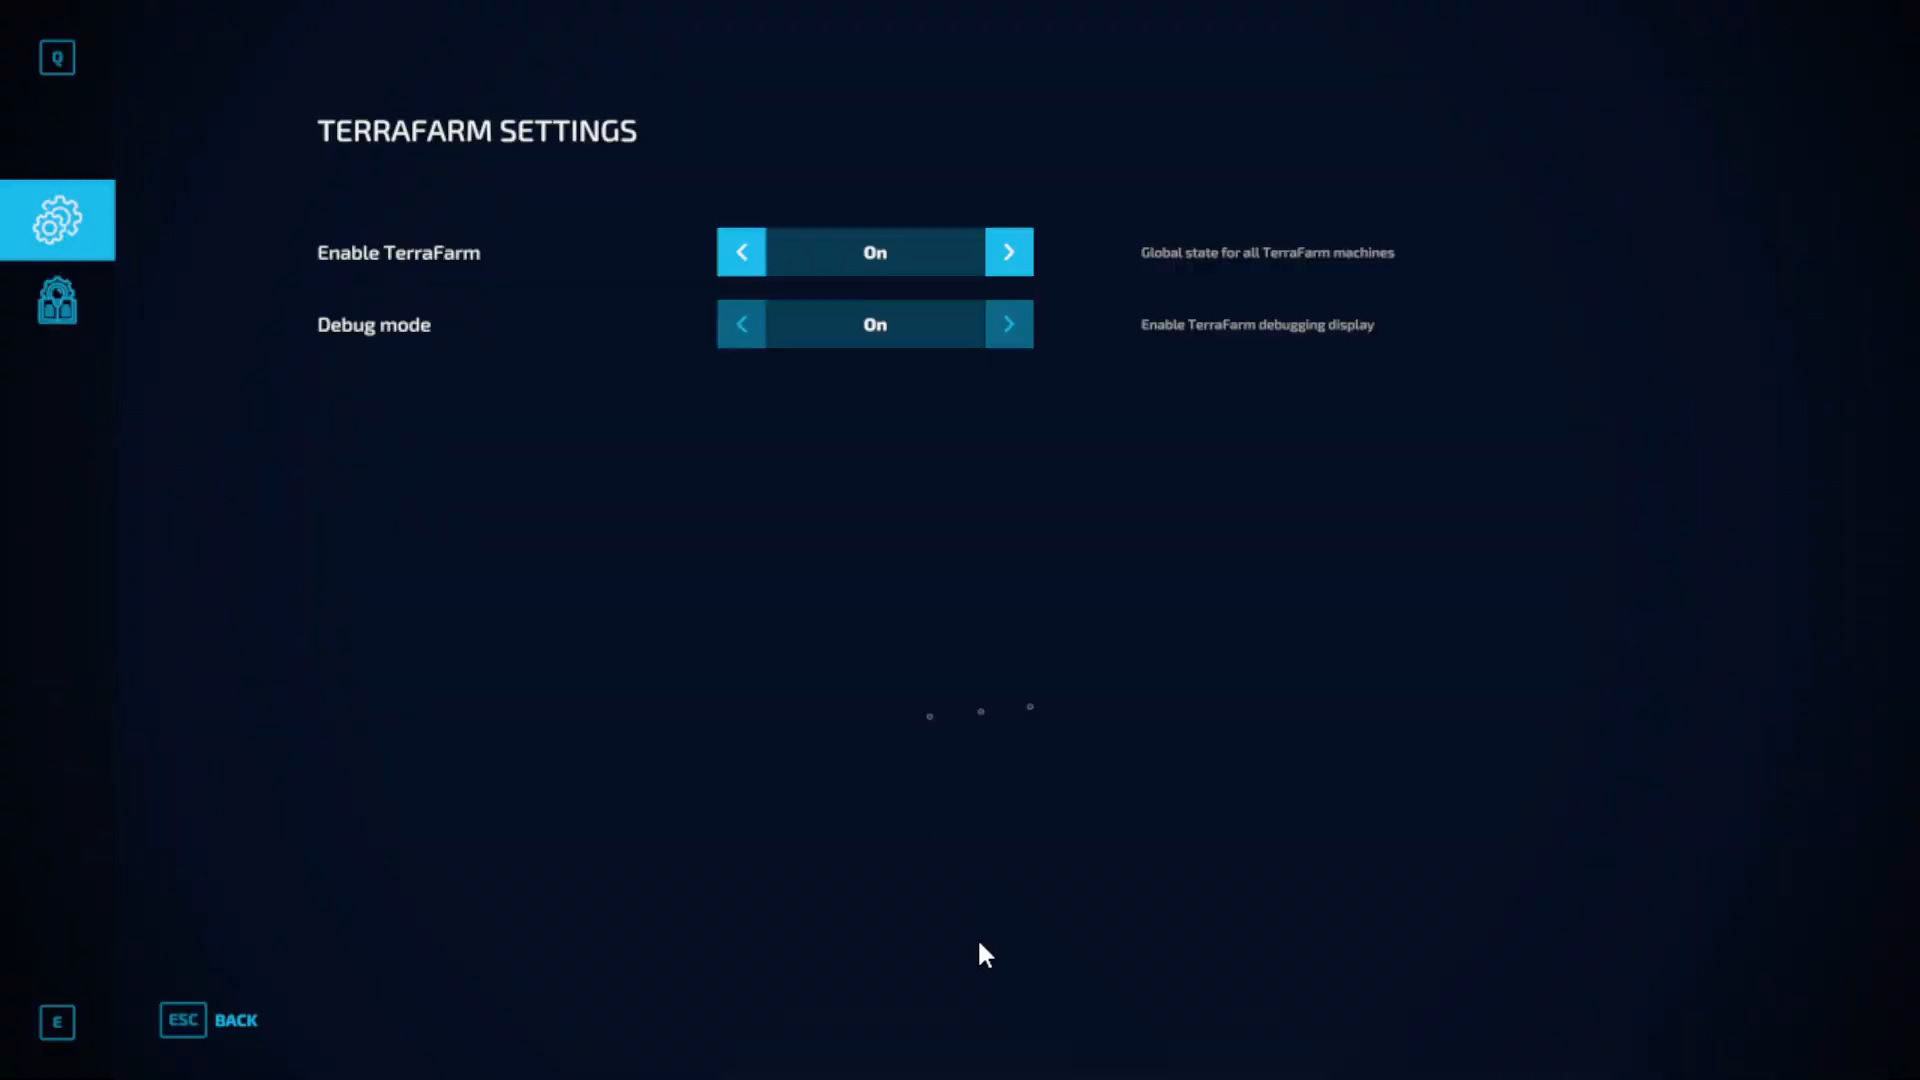 Q
TERRAFARM SETTINGS
Enable TerraFarm On Global state for all TerraFarm machines
Debug mode On Enable TerraFarm debugging display
E ESC BACK